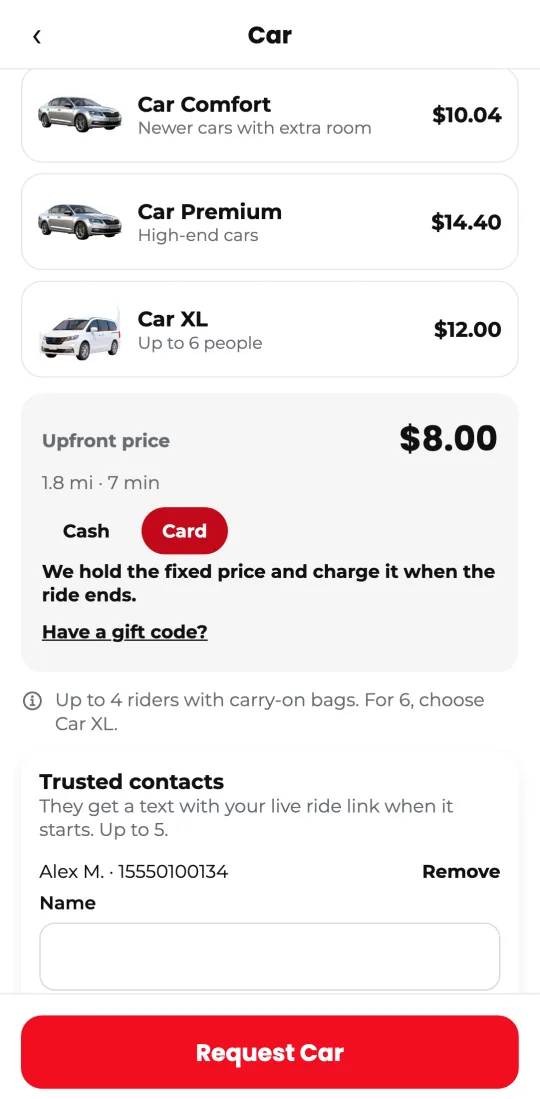 Car
Car Comfort
$10.04
Newer cars with extra room
Car Premium
$14.40
High-end cars
Car XL
$12.00
Up to 6 people
Upfront price
$8.00
1.8 mi · 7 min
Cash
Card
We hold the fixed price and charge it when the
ride ends.
Have a gift code?
Up to 4 riders with carry-on bags. For 6, choose
Car XL.
Trusted contacts
They get a text with your live ride link when it
starts. Up to 5.
Alex M. · 15550100134
Remove
Name
Request Car